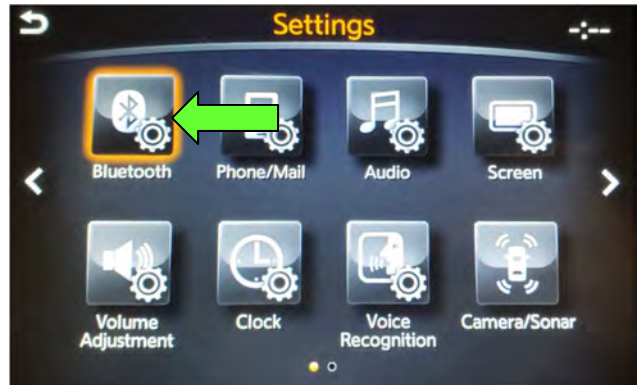 Settings
-:--
Bluetooth
Phone/Mail
Audio
Screen
Volume
Adjustment
Clock
Voice
Recognition
Camera/Sonar